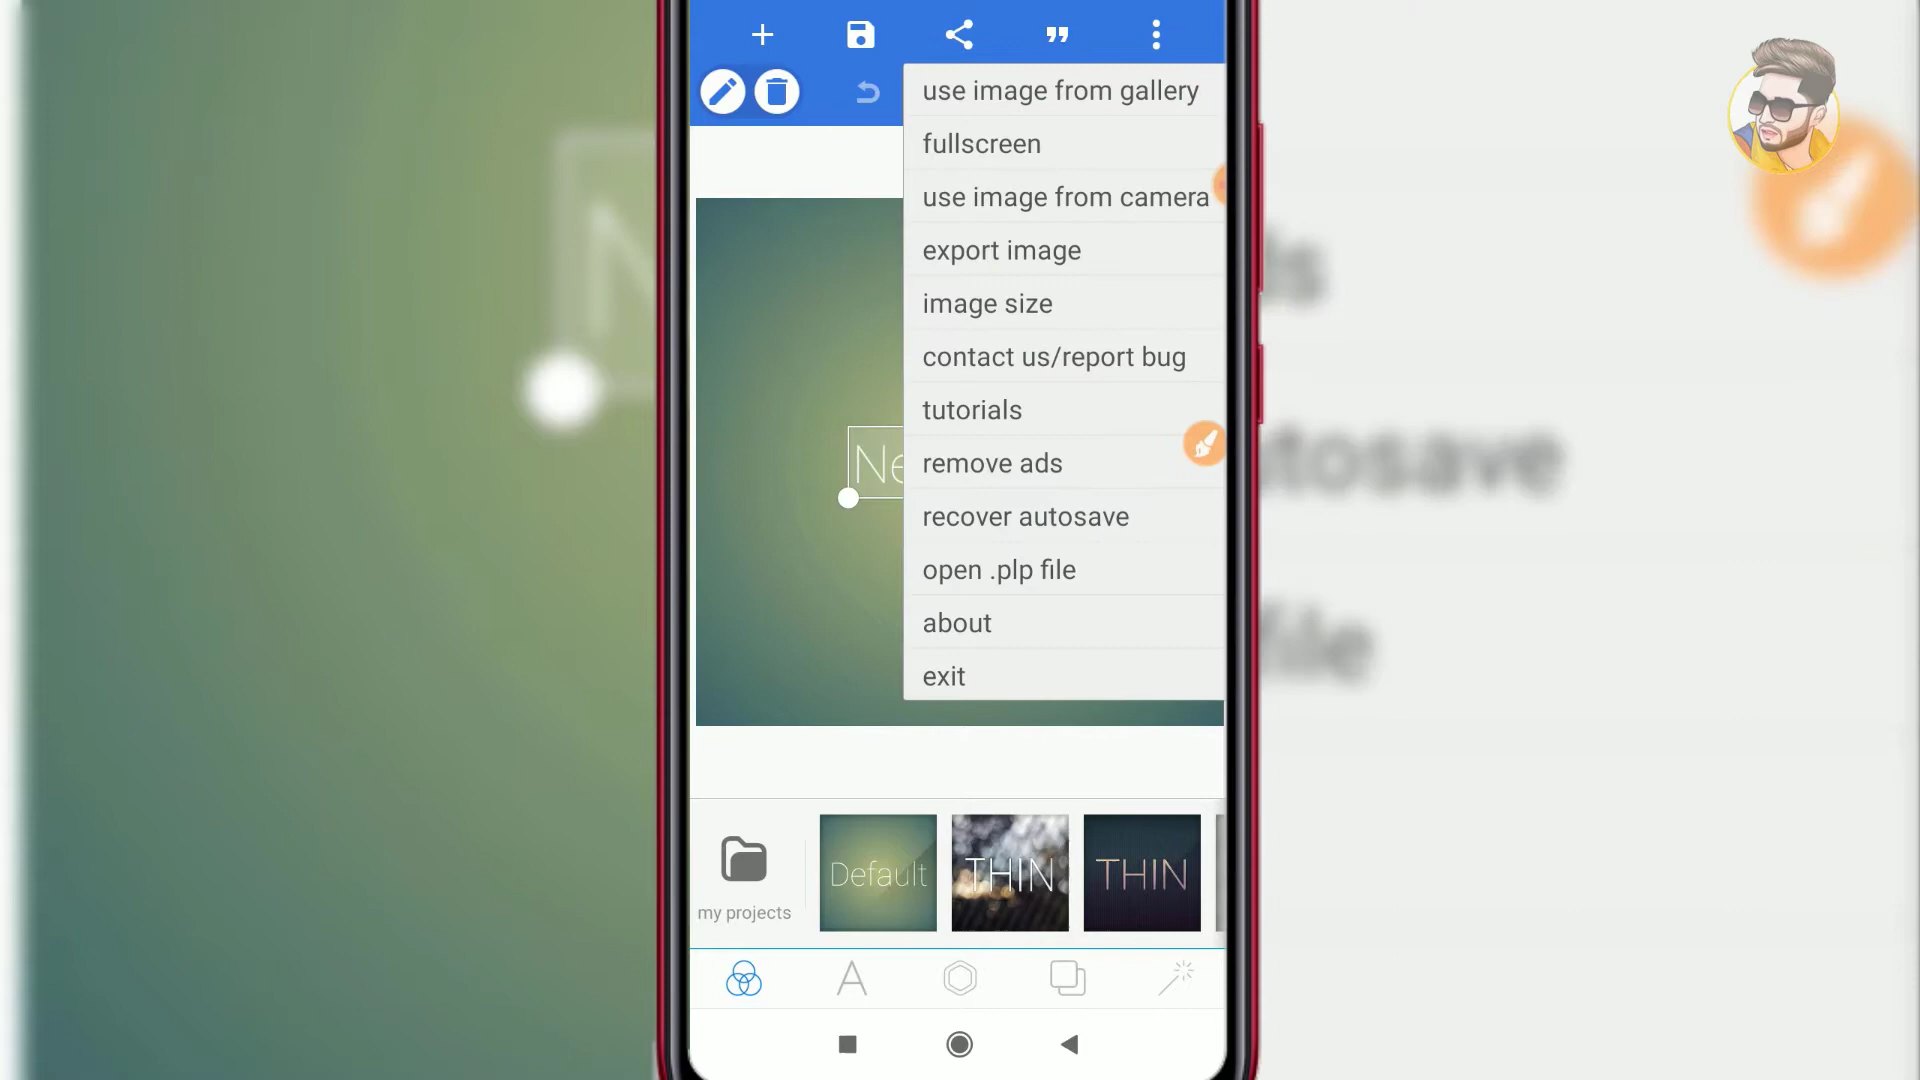 use image from gallery
fullscreen
use image from camera
export image
image size
contact us/report bug
tutorials
remove ads
recover autosave
open .plp file
about
exit
Ne
my projects
Default
THIN
THIN